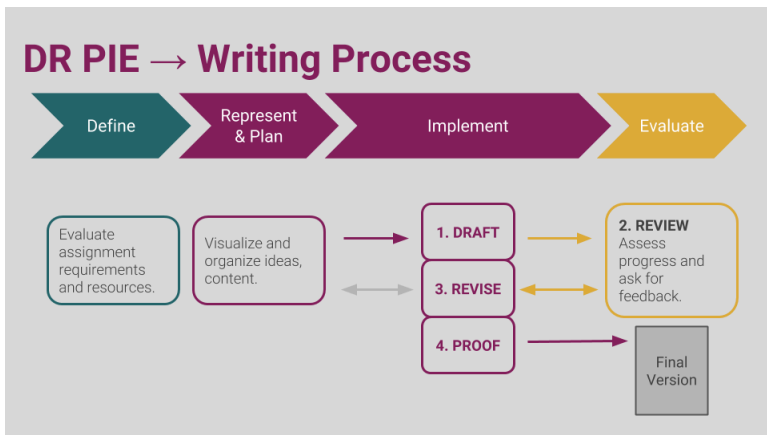 DR PIE → Writing Process
Define
Represent
& Plan
Implement
Evaluate
Evaluate
assignment
requirements
and resources.
Visualize and
organize ideas,
content.
1. DRAFT
3. REVISE
4. PROOF
2. REVIEW
Assess
progress and
ask for
feedback.
Final
Version